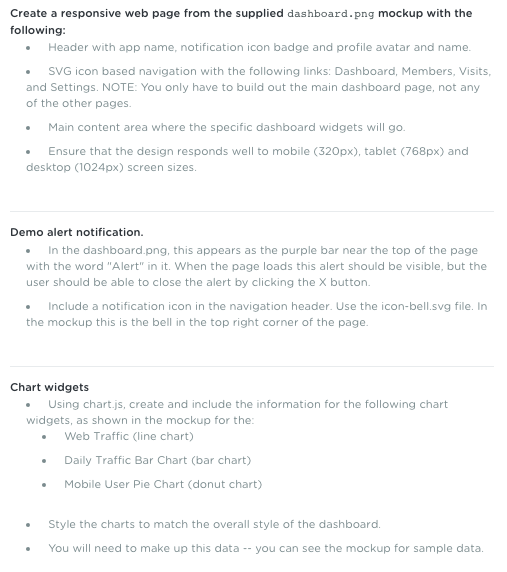 Create a responsive web page from the supplied dashboard.png mockup with the
following:
• Header with app name, notification icon badge and profile avatar and name.
• SVG icon based navigation with the following links: Dashboard, Members, Visits,
and Settings. NOTE: You only have to build out the main dashboard page, not any
of the other pages.
• Main content area where the specific dashboard widgets will go.
• Ensure that the design responds well to mobile (320px), tablet (768px) and
desktop (1024px) screen sizes.
Demo alert notification.
• In the dashboard.png, this appears as the purple bar near the top of the page
with the word "Alert" in it. When the page loads this alert should be visible, but the
user should be able to close the alert by clicking the X button.
• Include a notification icon in the navigation header. Use the icon-bell.svg file. In
the mockup this is the bell in the top right corner of the page.
Chart widgets
• Using chart.js, create and include the information for the following chart
widgets, as shown in the mockup for the:
• Web Traffic (line chart)
• Daily Traffic Bar Chart (bar chart)
• Mobile User Pie Chart (donut chart)
• Style the charts to match the overall style of the dashboard.
• You will need to make up this data -- you can see the mockup for sample data.